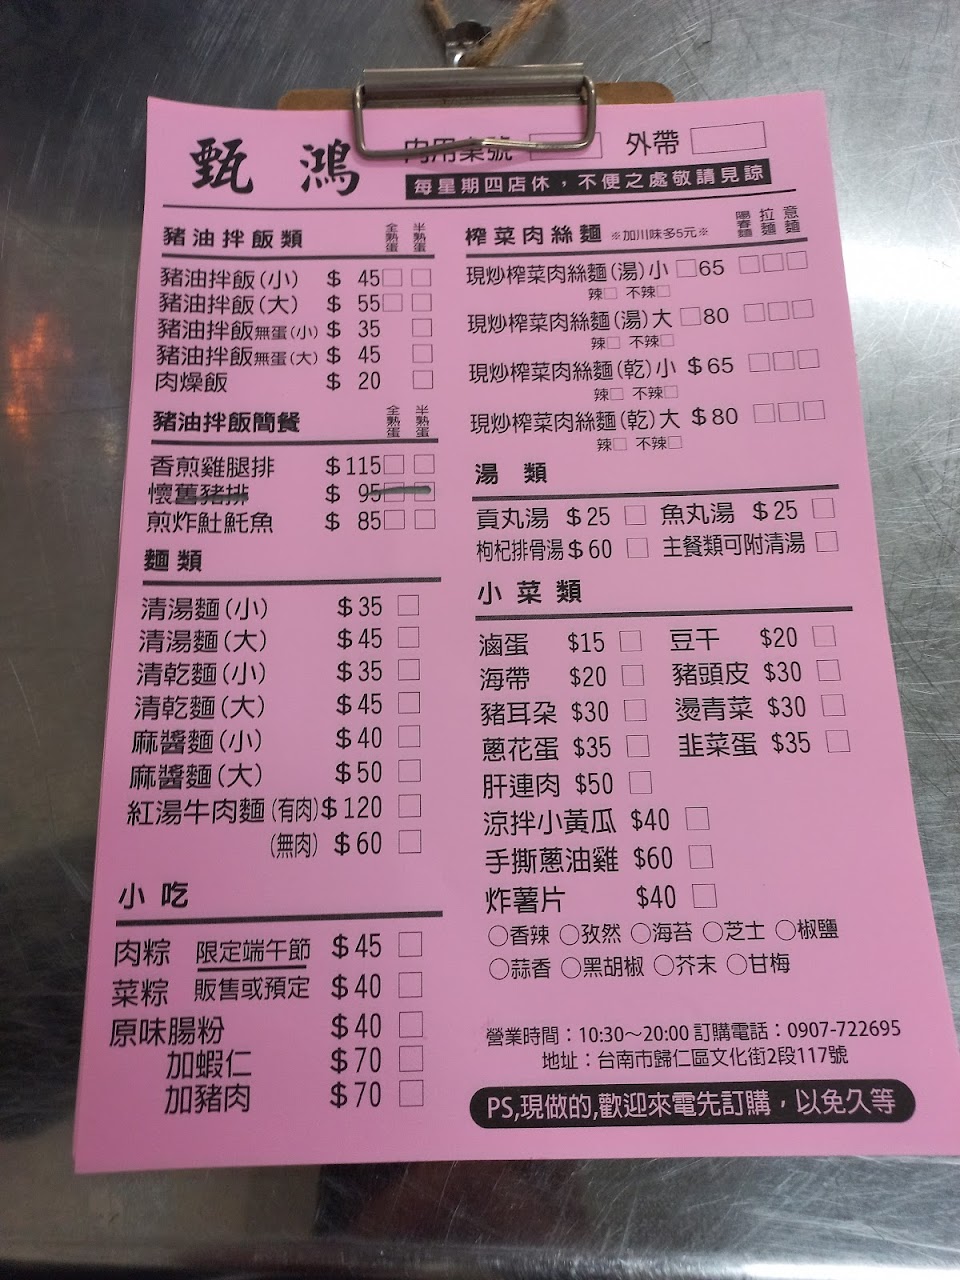 甄 鴻
內用桌號 外帶
每星期四店休，不便之處敬請見諒
豬油拌飯類 全熟蛋 半熟蛋
豬油拌飯(小) $ 45
豬油拌飯(大) $ 55
豬油拌飯無蛋(小) $ 35
豬油拌飯無蛋(大) $ 45
肉燥飯 $ 20
豬油拌飯簡餐 全熟蛋 半熟蛋
香煎雞腿排 $115
懷舊豬排 $ 95
煎炸魟魠魚 $ 85
麵類
清湯麵(小) $35
清湯麵(大) $45
清乾麵(小) $35
清乾麵(大) $45
麻醬麵(小) $40
麻醬麵(大) $50
紅湯牛肉麵(有肉) $120
(無肉) $60
小吃
肉粽 限定端午節 $45
菜粽 販售或預定 $40
原味腸粉 $40
加蝦仁 $70
加豬肉 $70
榨菜肉絲麵 ※加川味多5元※ 陽春麵 拉麵 意麵
現炒榨菜肉絲麵(湯)小 65
辣 不辣
現炒榨菜肉絲麵(湯)大 80
辣 不辣
現炒榨菜肉絲麵(乾)小 $65
辣 不辣
現炒榨菜肉絲麵(乾)大 $80
辣 不辣
湯類
貢丸湯 $25 魚丸湯 $25
枸杞排骨湯 $60 主餐類可附清湯
小菜類
滷蛋 $15 豆干 $20
海帶 $20 豬頭皮 $30
豬耳朵 $30 燙青菜 $30
蔥花蛋 $35 韭菜蛋 $35
肝連肉 $50
涼拌小黃瓜 $40
手撕蔥油雞 $60
炸薯片 $40
○香辣 ○孜然 ○海苔 ○芝士 ○椒鹽
○蒜香 ○黑胡椒 ○芥末 ○甘梅
營業時間：10:30～20:00 訂購電話：0907-722695
地址：台南市歸仁區文化街2段117號
PS,現做的,歡迎來電先訂購，以免久等